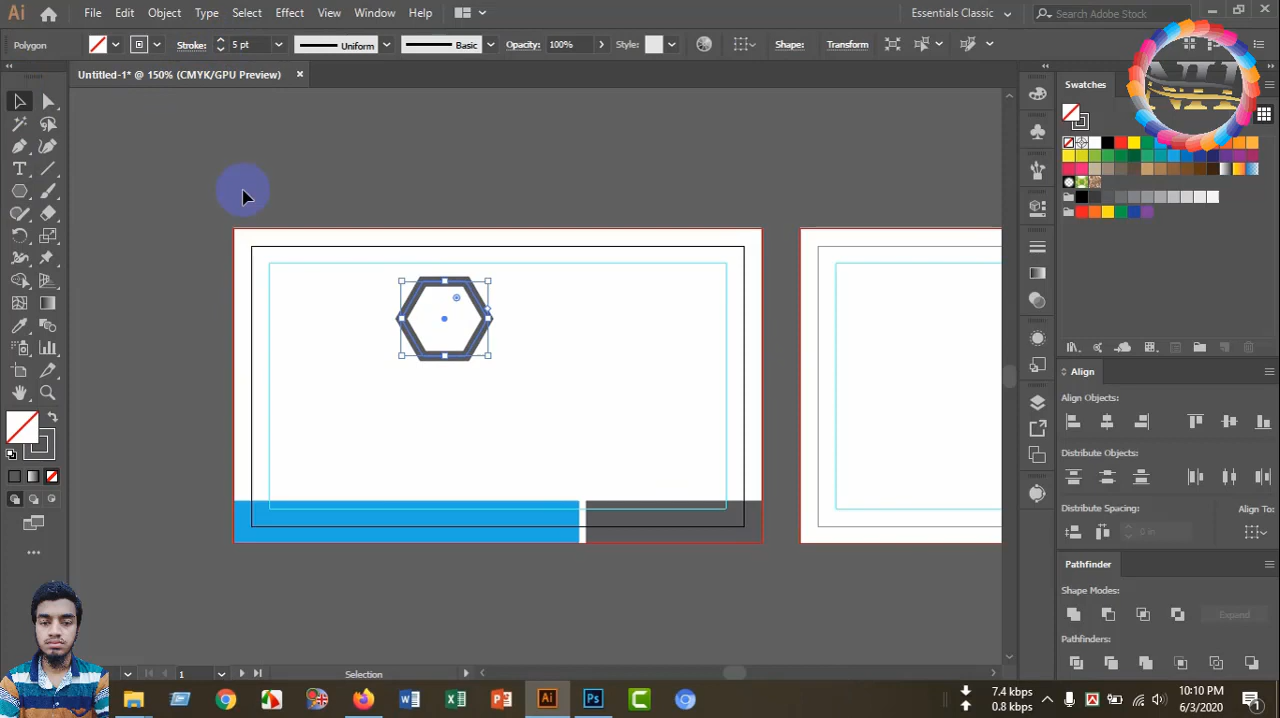 Ai File Edit Object Type Select Effect View Window Help Essentials Classic Search Adobe Stock
Polygon Stroke: 5 pt Uniform Basic Opacity: 100% Style: Shape: Transform
Untitled-1* @ 150% (CMYK/GPU Preview) ×
Swatches
Align
Align Objects:
Distribute Objects:
Distribute Spacing: Align To:
0 in
Pathfinder
Shape Modes:
Expand
Pathfinders:
1 Selection
7.4 kbps
0.8 kbps
10:10 PM
6/3/2020